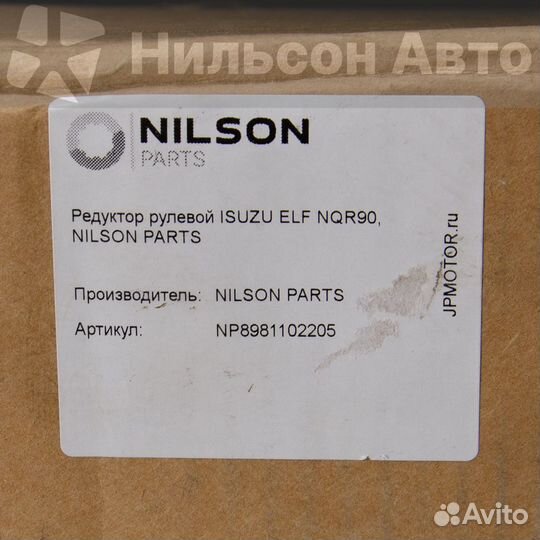 Нильсон Авто
NILSON
PARTS
Редуктор рулевой ISUZU ELF NQR90,
NILSON PARTS
Производитель: NILSON PARTS
Артикул: NP8981102205
JPMOTOR.ru
Avito